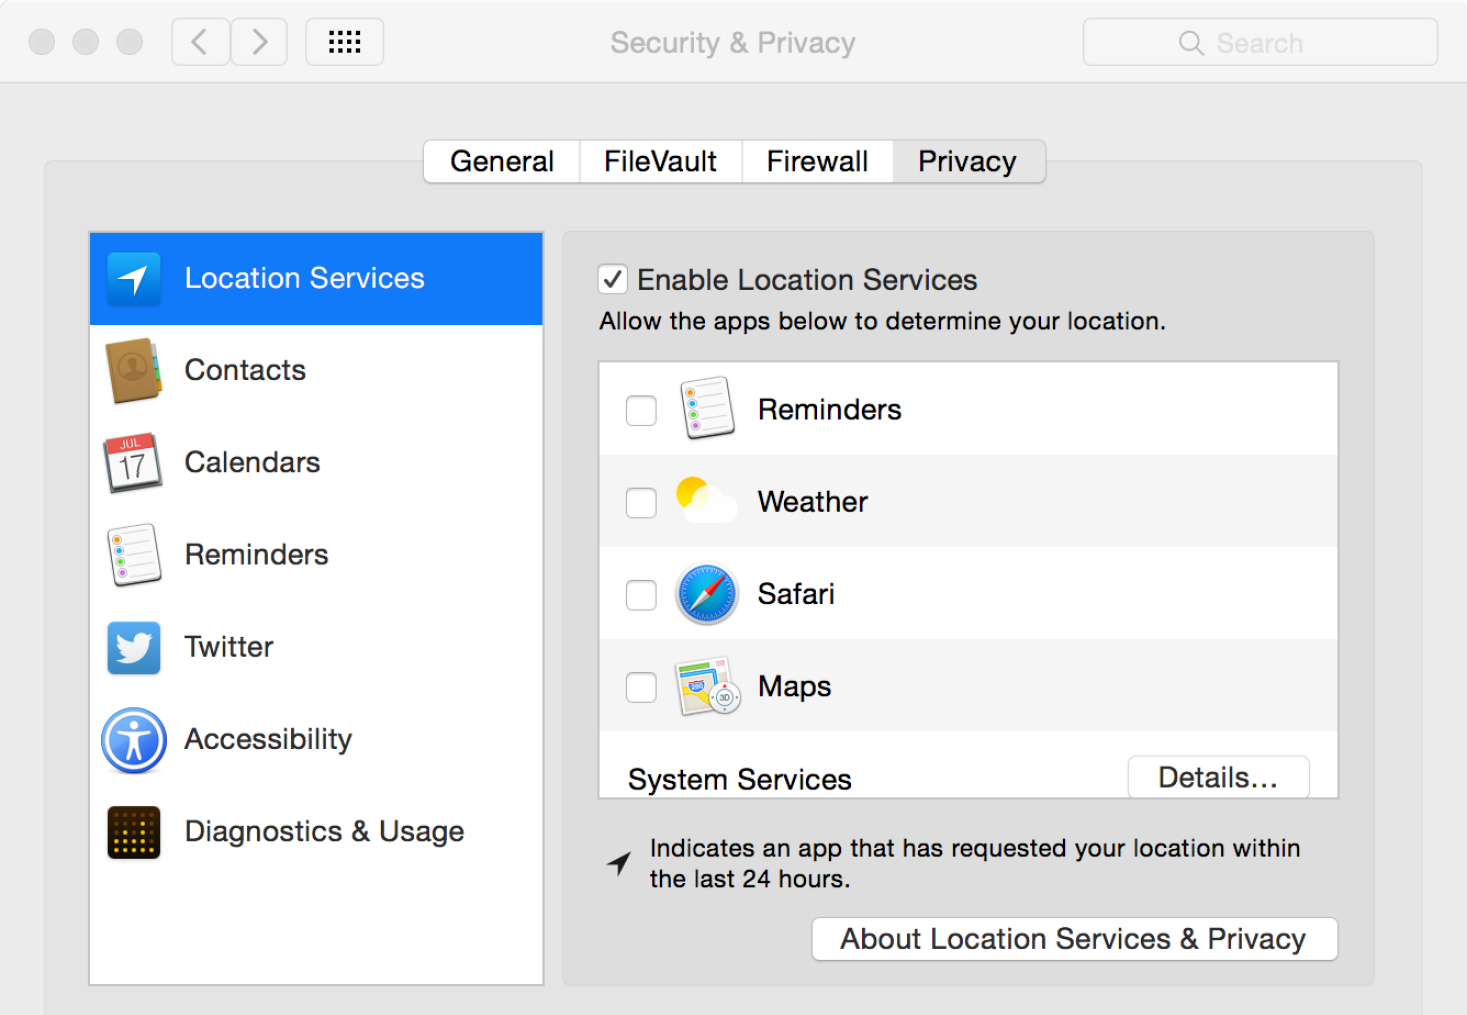 Security & Privacy
Search
General
FileVault
Firewall
Privacy
Location Services
Contacts
JUL
17
Calendars
Reminders
Twitter
Accessibility
Diagnostics & Usage
Enable Location Services
Allow the apps below to determine your location.
Reminders
Weather
Safari
3D
Maps
System Services
Details...
Indicates an app that has requested your location within
the last 24 hours.
About Location Services & Privacy